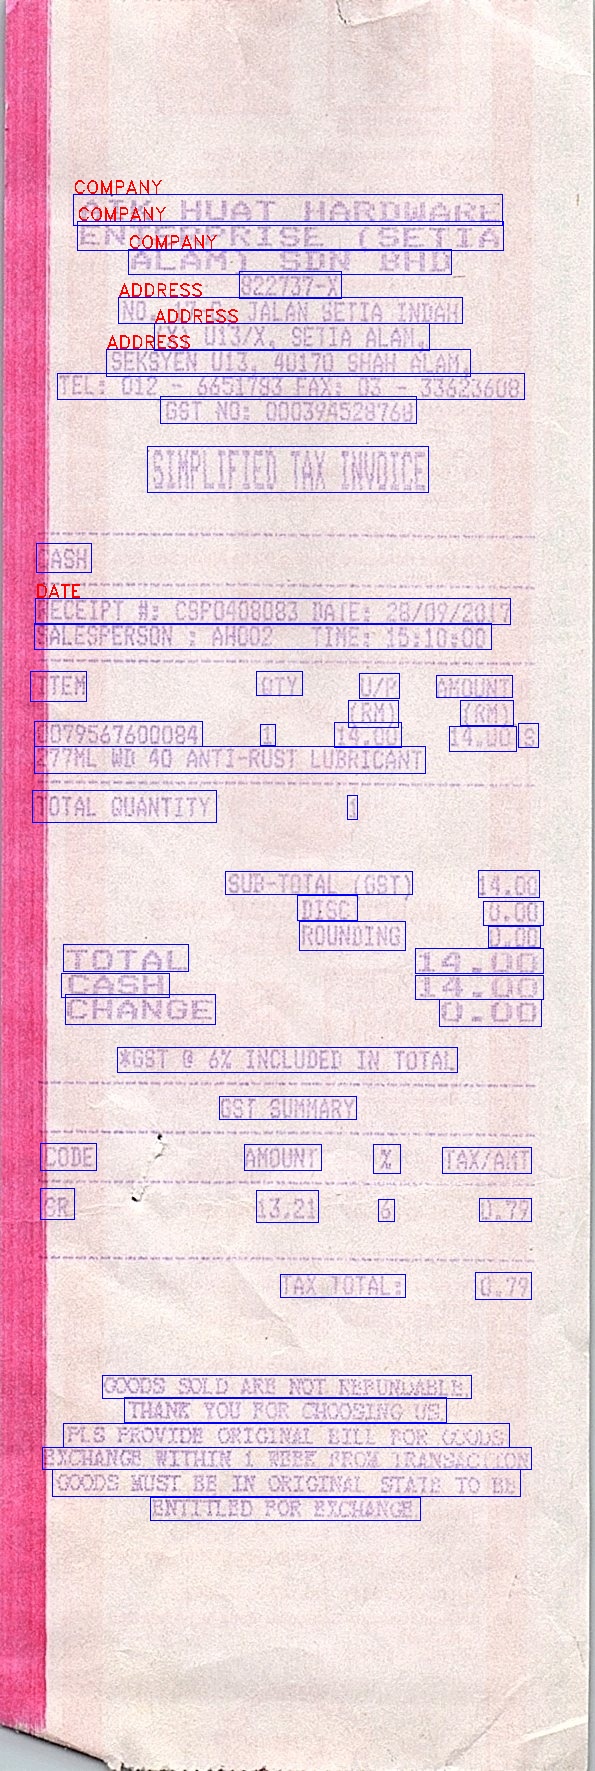 COMPANY
AIK HUAT HARDWARE
COMPANY
ENTERPRISE (SETIA
COMPANY
ALAM) SDN BHD
822737-X
ADDRESS
NO. JALAN SETIA INDAH
ADDRESS
(X) U13/X, SETIA ALAM,
ADDRESS
SEKSYEN U13, 40170 SHAH ALAM,
TEL: 012 - 6651783 FAX: 03 - 33623608
GST NO: 000394528768
SIMPLIFIED TAX INVOICE
CASH
DATE
RECEIPT #: CSP0408083 DATE: 28/09/2017
SALESPERSON : AH002 TIME: 15:10:00
ITEM QTY U/P AMOUNT
(RM) (RM)
0079567600084 1 14.00 14.00 S
277ML WD 40 ANTI-RUST LUBRICANT
TOTAL QUANTITY 1
SUB-TOTAL (GST) 14.00
DISC 0.00
ROUNDING 0.00
TOTAL 14.00
CASH 14.00
CHANGE 0.00
*GST @ 6% INCLUDED IN TOTAL
GST SUMMARY
CODE AMOUNT % TAX/AMT
SR 13.21 6 0.79
TAX TOTAL: 0.79
GOODS SOLD ARE NOT REFUNDABLE,
THANK YOU FOR CHOOSING US.
PLS PROVIDE ORIGINAL BILL FOR GOODS
EXCHANGE WITHIN 1 WEEK FROM TRANSACTION
GOODS MUST BE IN ORIGINAL STATE TO BE
ENTITLED FOR EXCHANGE.